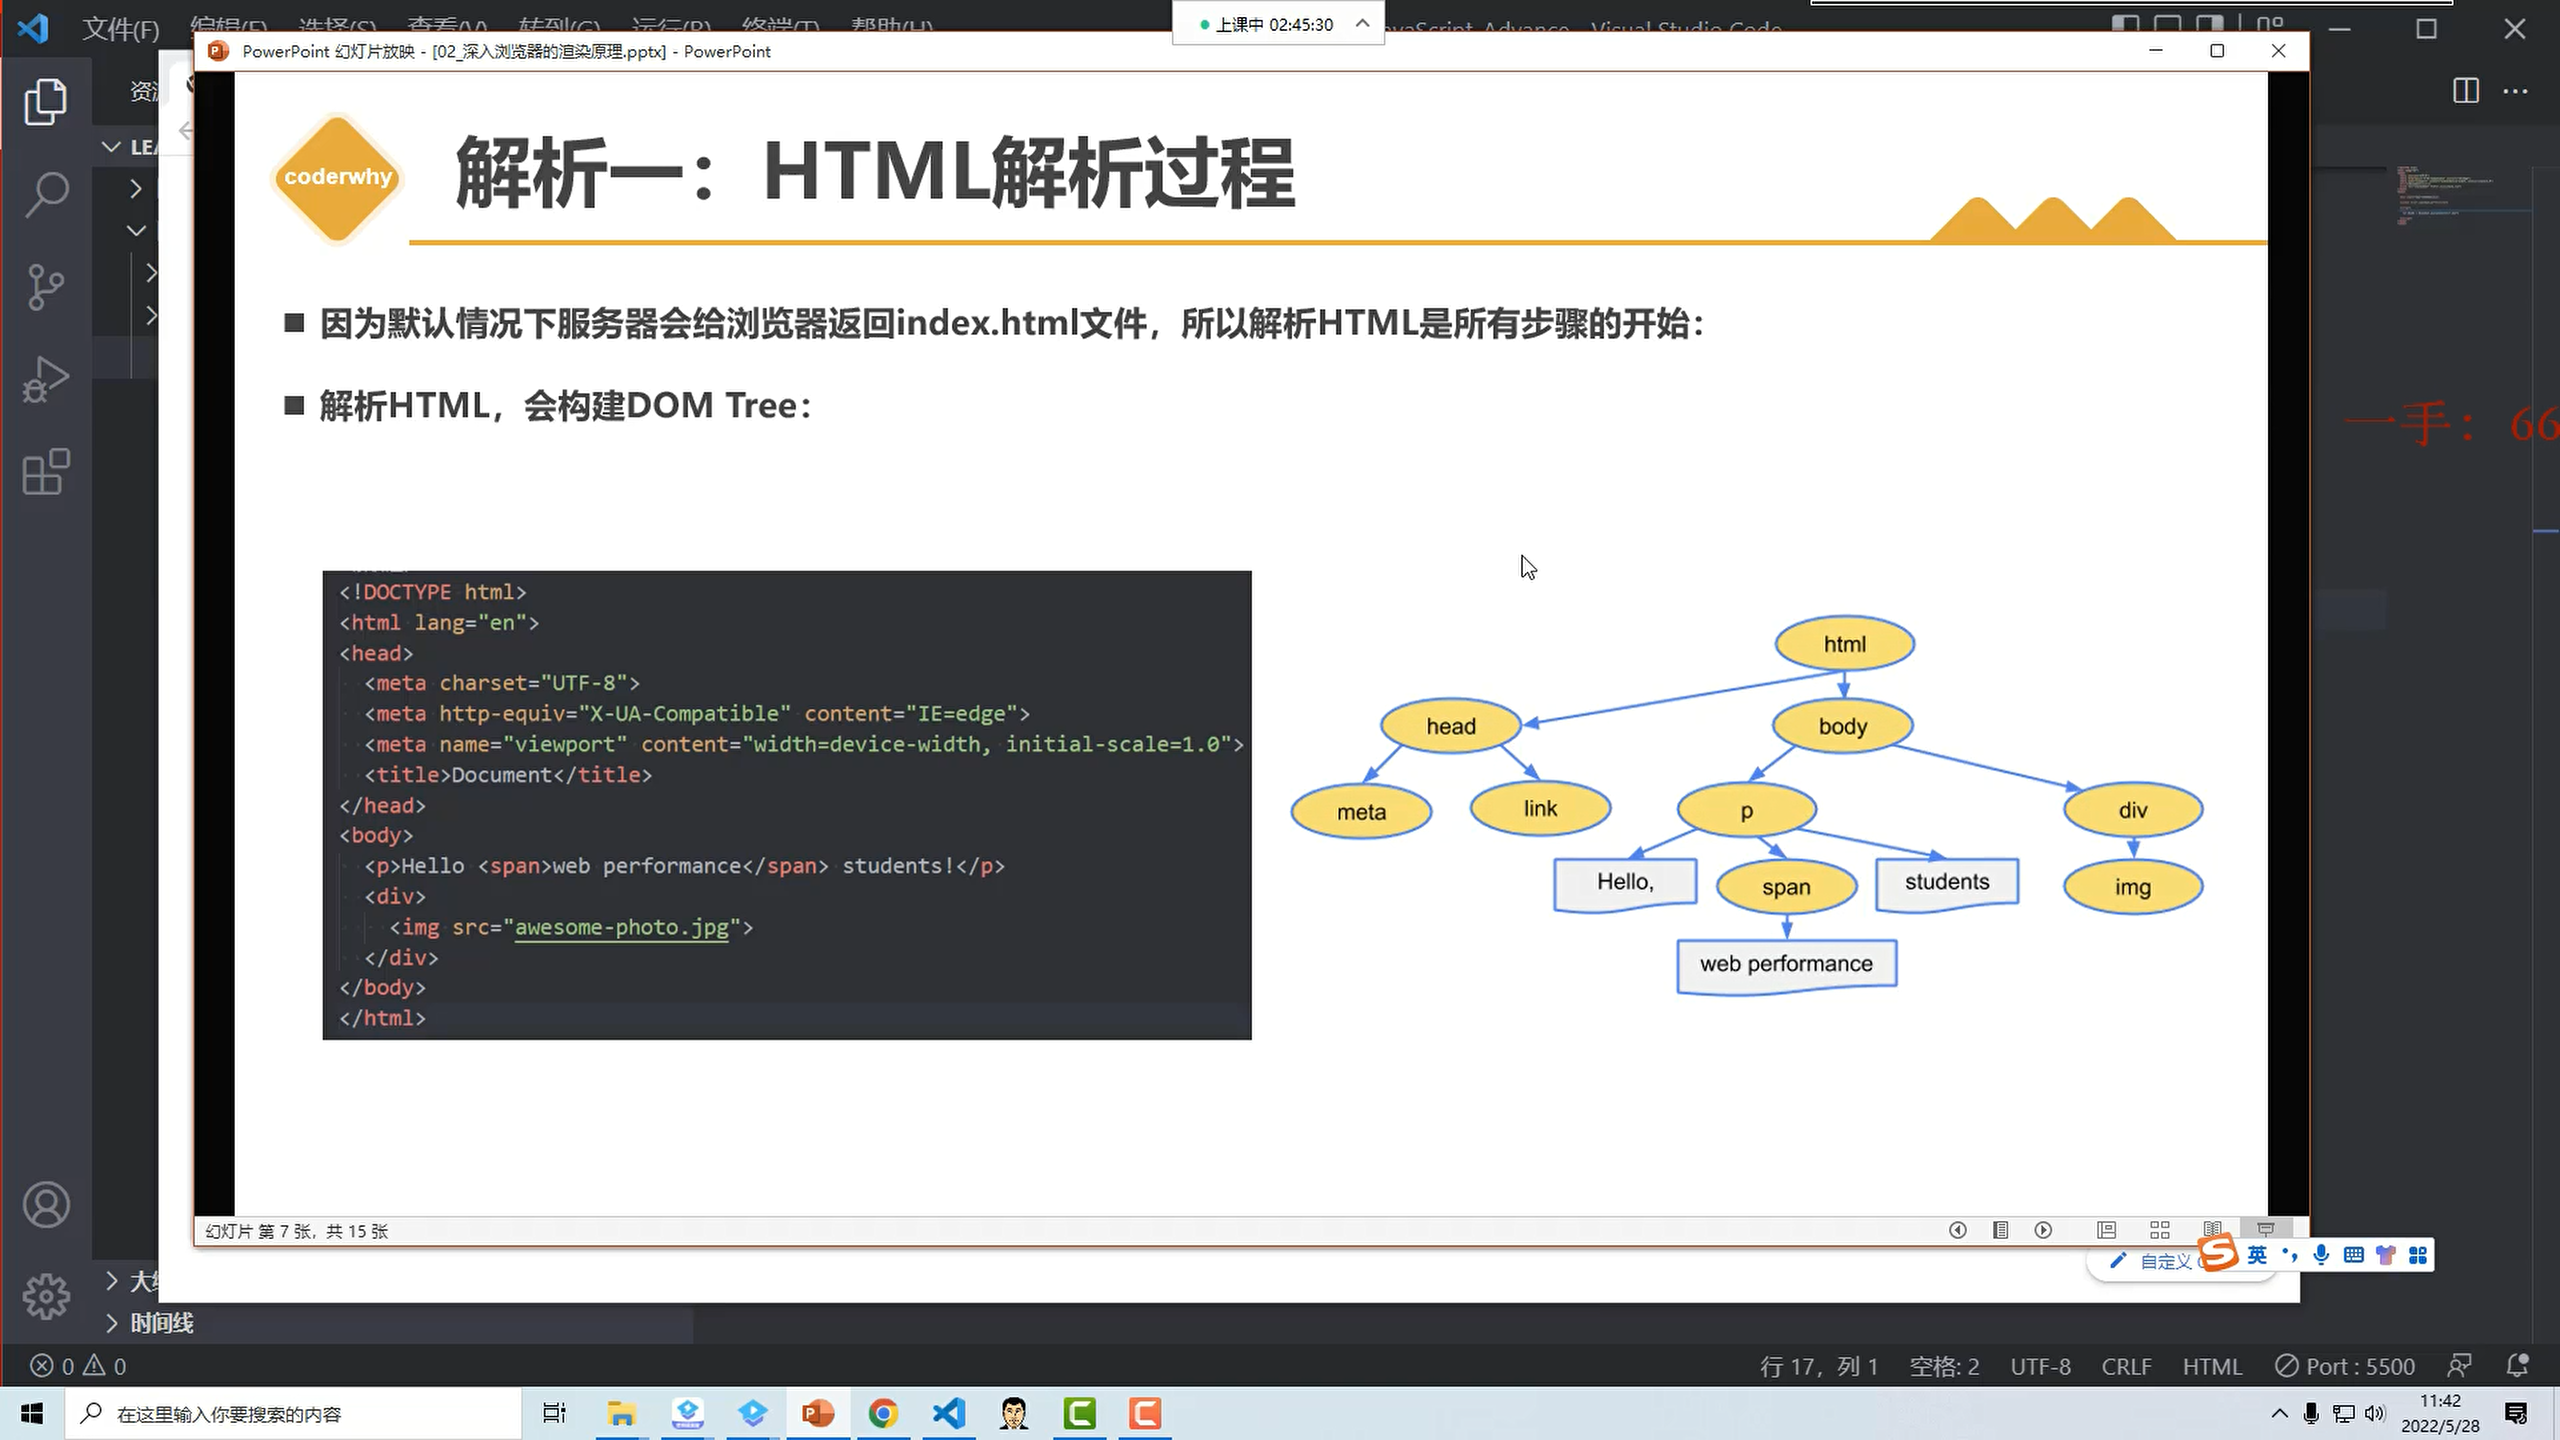 文件(F) 编辑(E) 选择(S) 查看(V) 转到(G) 运行(R) 终端(T) 帮助(H)
上课中 02:45:30
JavaScript_Advance - Visual Studio Code
PowerPoint 幻灯片放映 - [02_深入浏览器的渲染原理.pptx] - PowerPoint
coderwhy
解析一：HTML解析过程
因为默认情况下服务器会给浏览器返回index.html文件，所以解析HTML是所有步骤的开始：
解析HTML，会构建DOM Tree：
一手：66
<!DOCTYPE html>
<html lang="en">
<head>
<meta charset="UTF-8">
<meta http-equiv="X-UA-Compatible" content="IE=edge">
<meta name="viewport" content="width=device-width, initial-scale=1.0">
<title>Document</title>
</head>
<body>
<p>Hello <span>web performance</span> students!</p>
<div>
<img src="awesome-photo.jpg">
</div>
</body>
</html>
html
head
body
meta
link
p
div
Hello,
span
students
img
web performance
幻灯片 第 7 张，共 15 张
自定义
英
时间线
0 0
行 17，列 1 空格: 2 UTF-8 CRLF HTML Port : 5500
在这里输入你要搜索的内容
11:42
2022/5/28